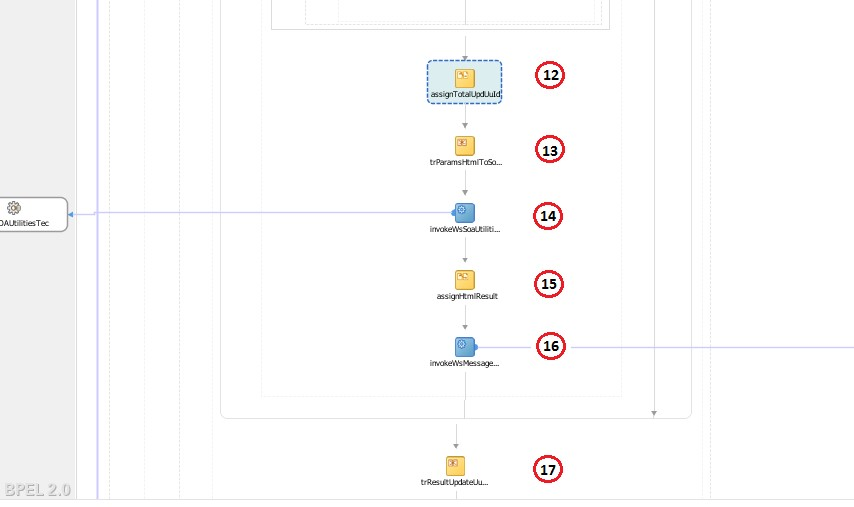 12
assignTotalUpdUuId
13
trParamsHtmlToSo...
14
OAUtilitiesTec
invokeWsSoaUtiliti...
15
assignHtmlResult
16
invokeWsMessage...
17
trResultUpdateUu...
BPEL 2.0